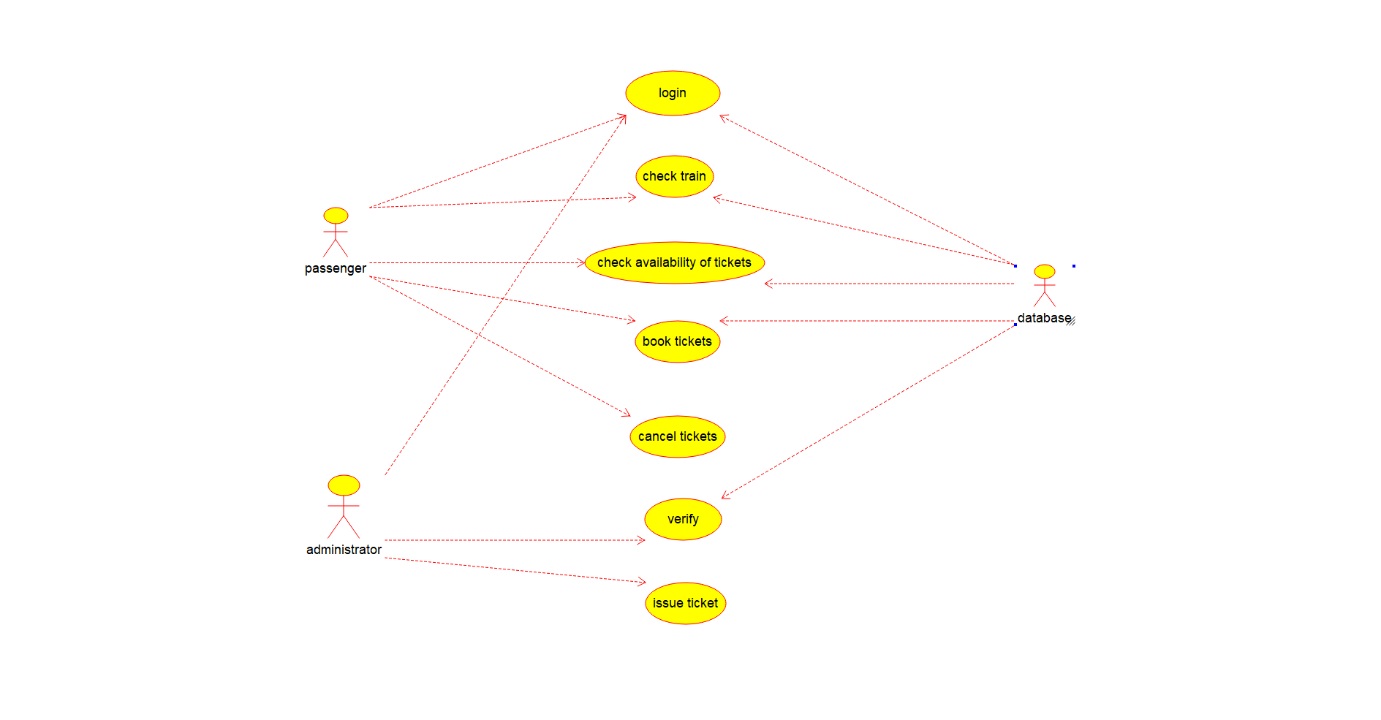 login
check train
passenger
check availability of tickets
database
book tickets
cancel tickets
administrator
verify
issue ticket